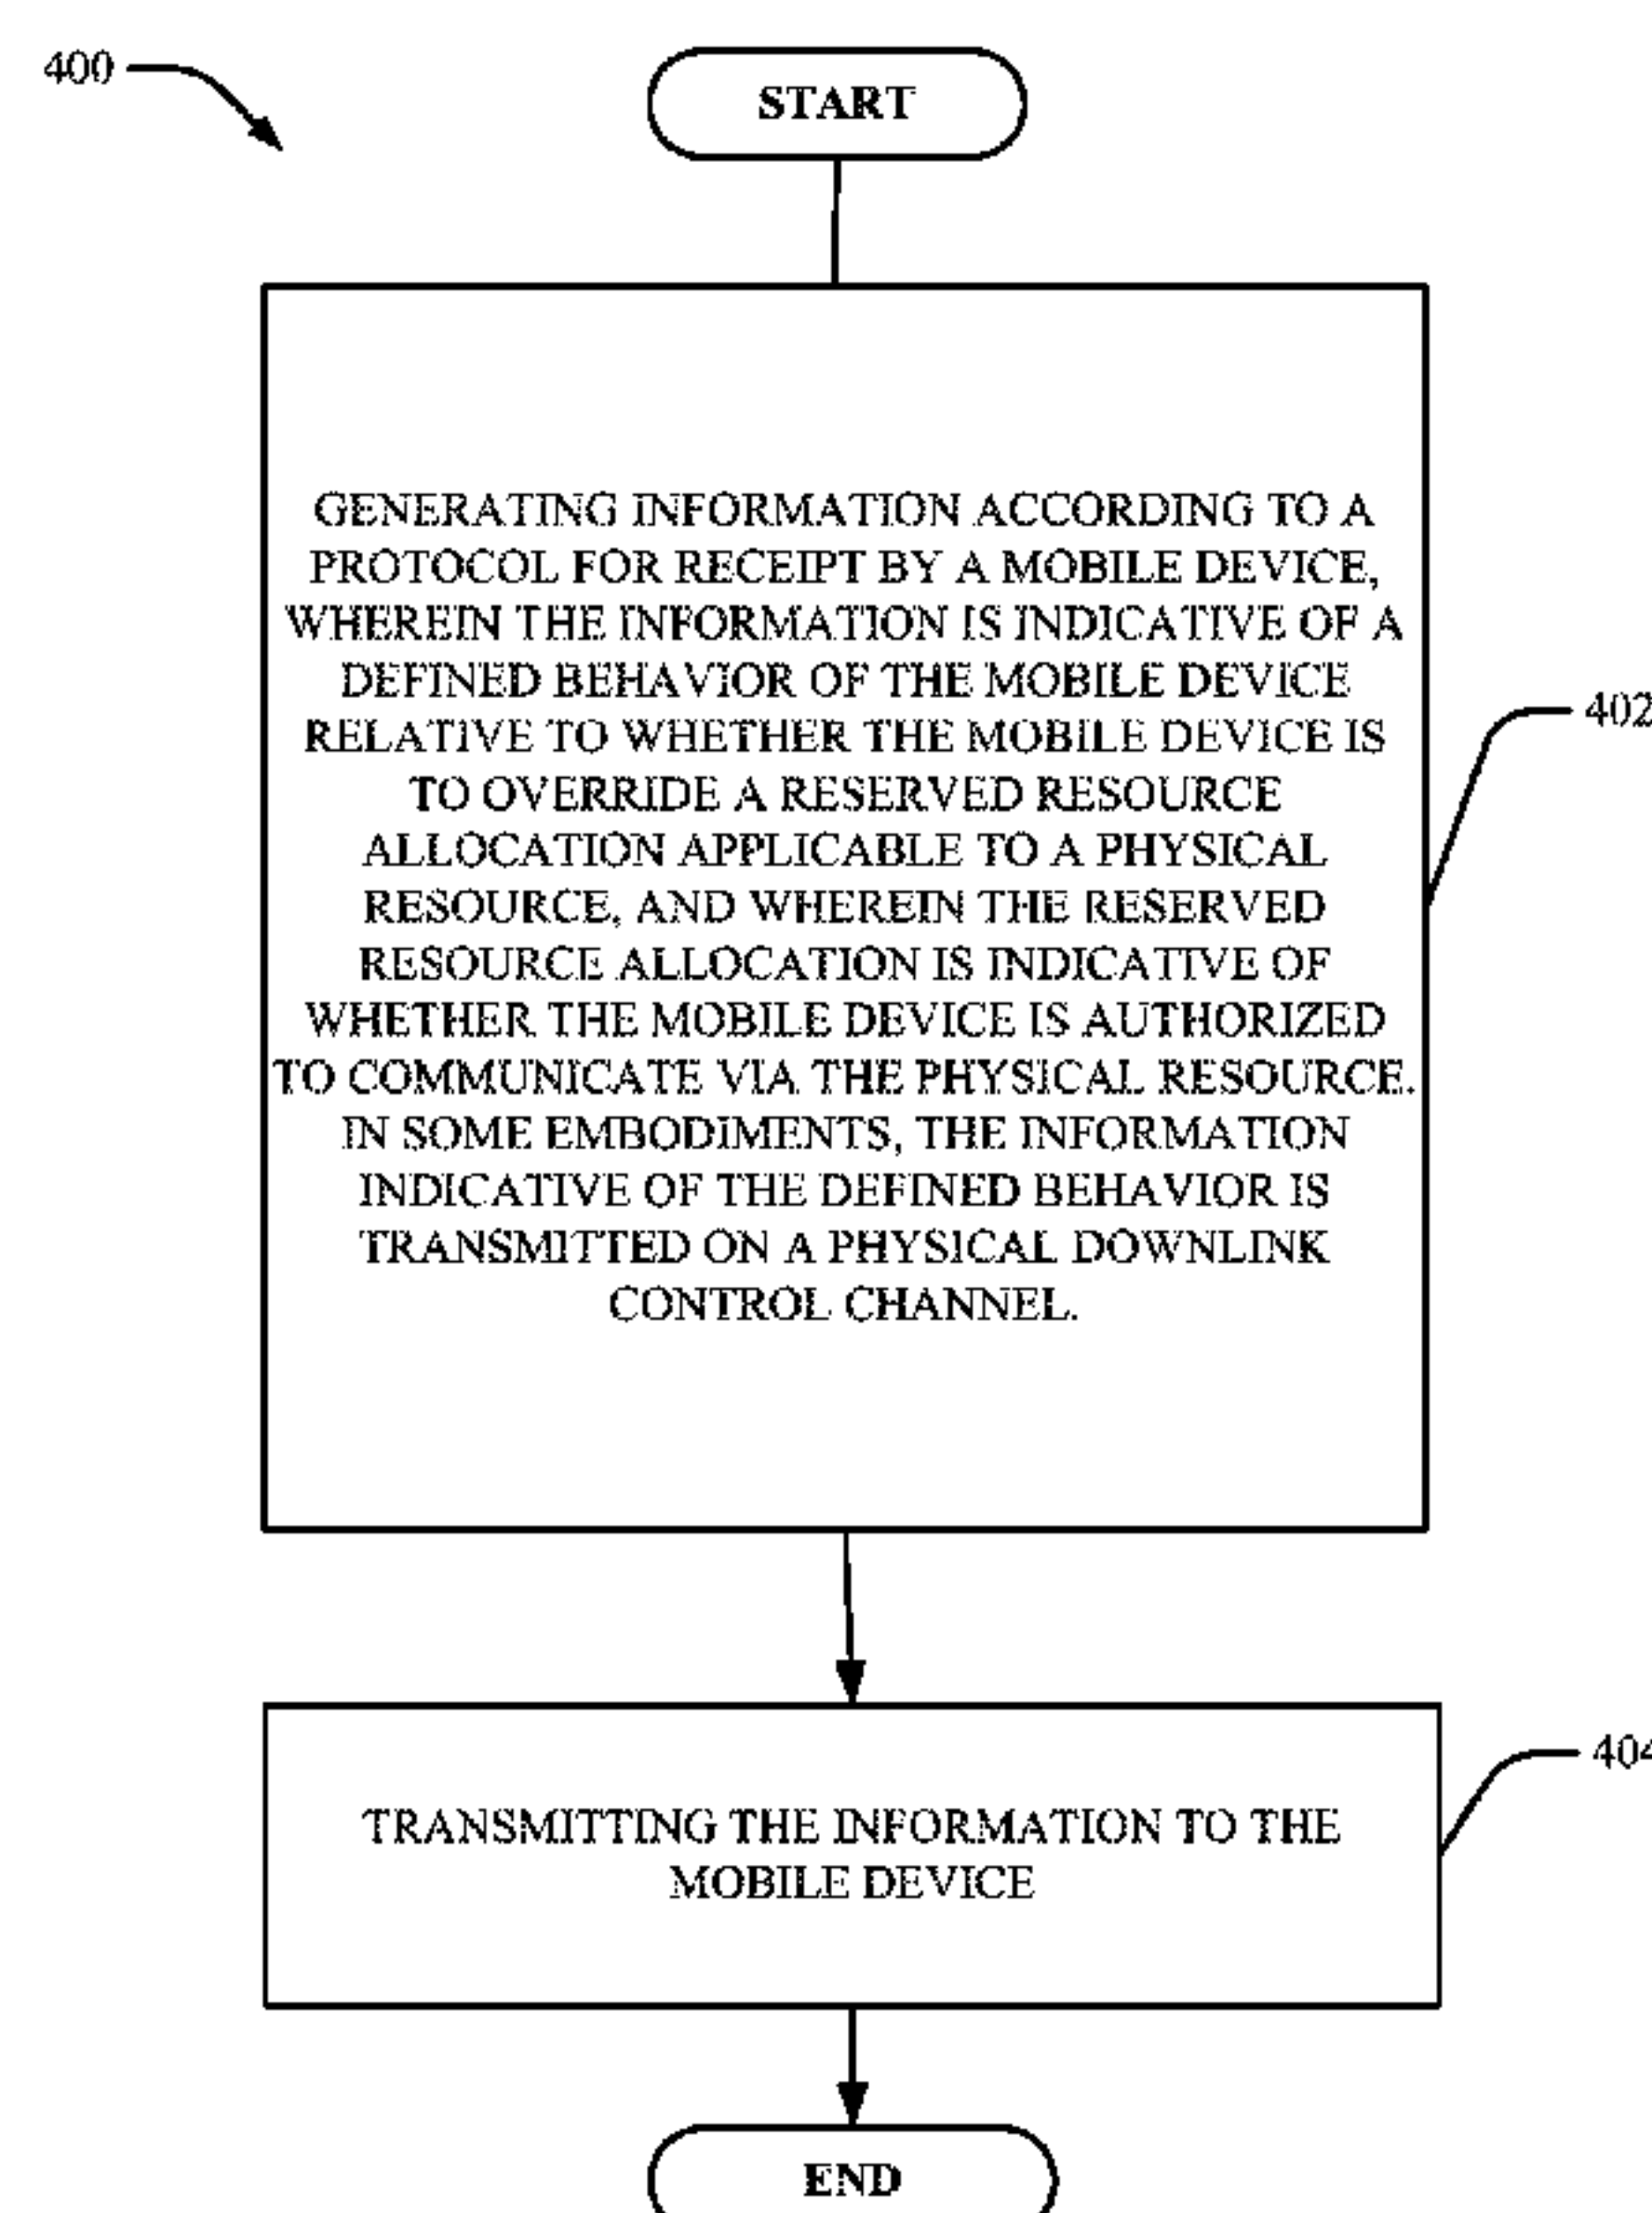 400
START
GENERATING INFORMATION ACCORDING TO A
PROTOCOL FOR RECEIPT BY A MOBILE DEVICE,
WHEREIN THE INFORMATION IS INDICATIVE OF A
DEFINED BEHAVIOR OF THE MOBILE DEVICE
RELATIVE TO WHETHER THE MOBILE DEVICE IS
TO OVERRIDE A RESERVED RESOURCE
ALLOCATION APPLICABLE TO A PHYSICAL
RESOURCE, AND WHEREIN THE RESERVED
RESOURCE ALLOCATION IS INDICATIVE OF
WHETHER THE MOBILE DEVICE IS AUTHORIZED
TO COMMUNICATE VIA THE PHYSICAL RESOURCE.
IN SOME EMBODIMENTS, THE INFORMATION
INDICATIVE OF THE DEFINED BEHAVIOR IS
TRANSMITTED ON A PHYSICAL DOWNLINK
CONTROL CHANNEL.
402
TRANSMITTING THE INFORMATION TO THE
MOBILE DEVICE
404
END